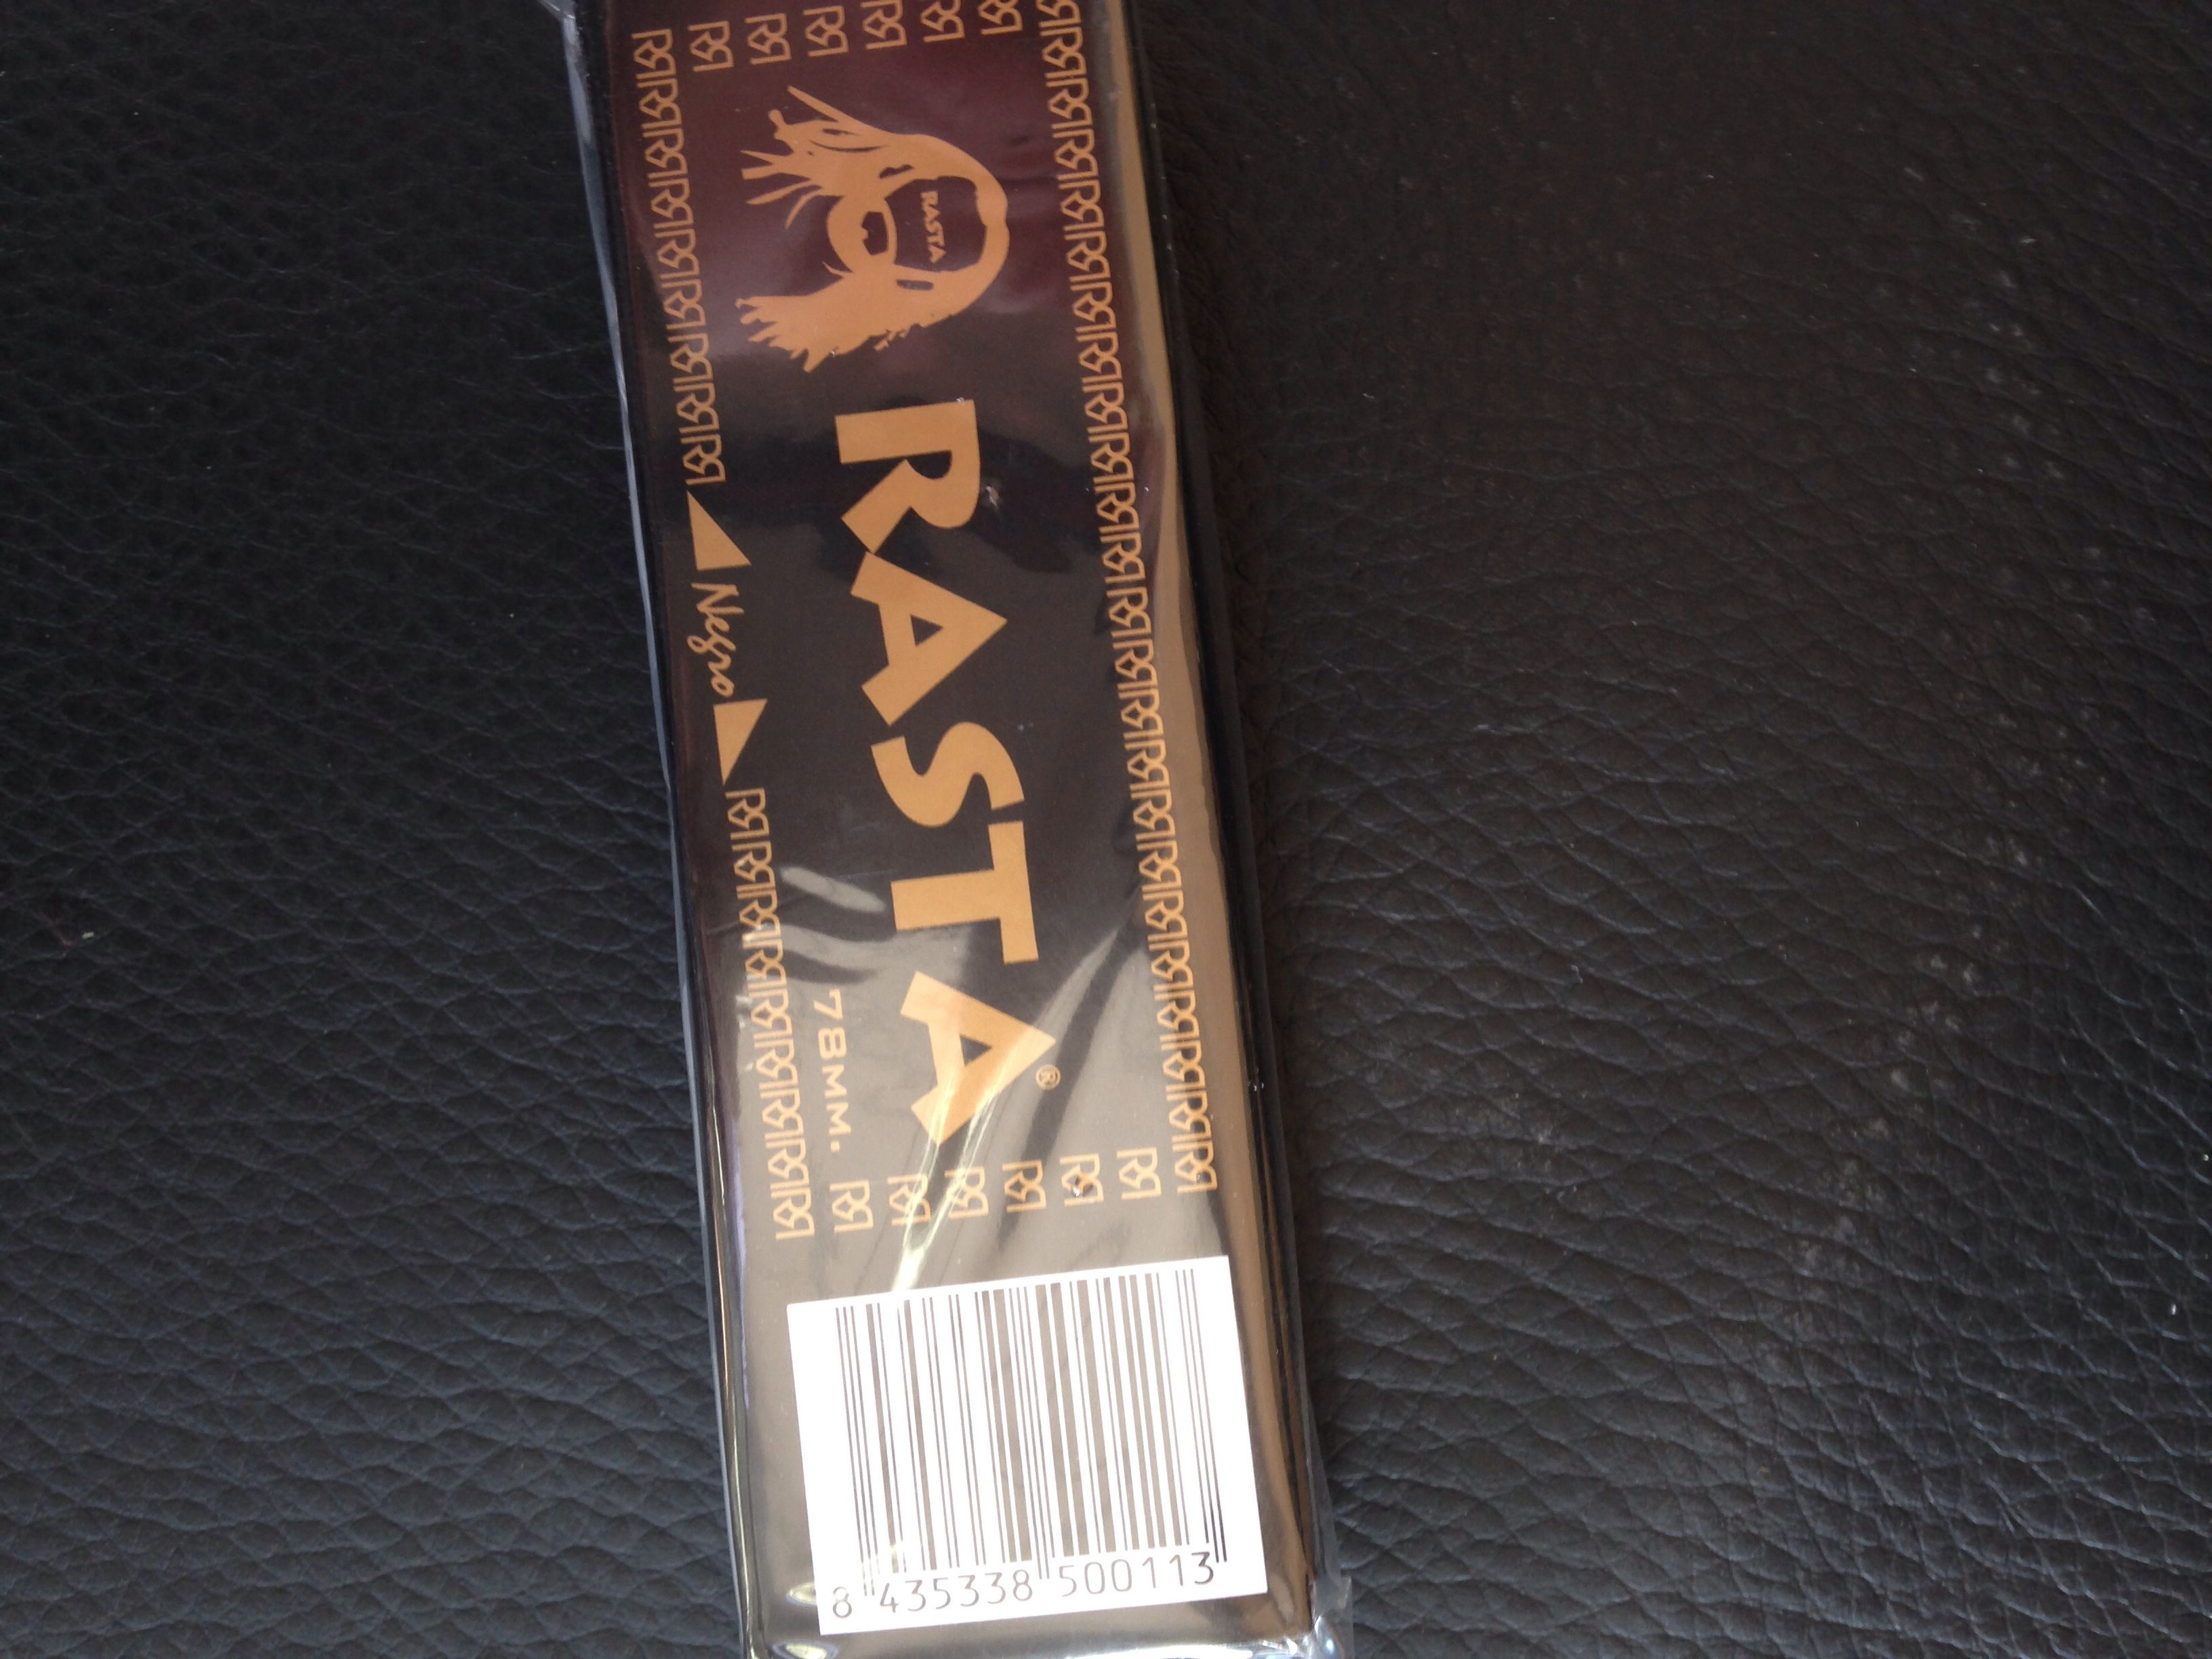 RASTA
RASTA®
78MM.
Negro
8 435338 500113